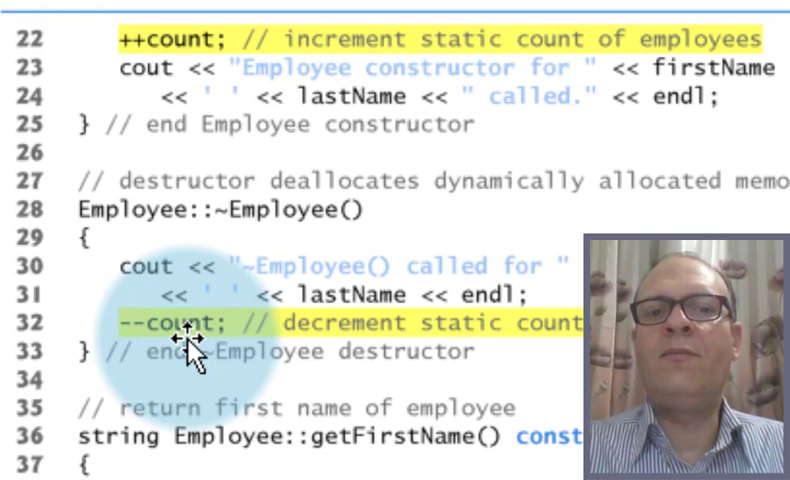 22 ++count; // increment static count of employees
23 cout << "Employee constructor for " << firstName
24 << ' ' << lastName << " called." << endl;
25 } // end Employee constructor
26
27 // destructor deallocates dynamically allocated memo
28 Employee::~Employee()
29 {
30 cout << "~Employee() called for "
31 << ' ' << lastName << endl;
32 --count; // decrement static count
33 } // end ~Employee destructor
34
35 // return first name of employee
36 string Employee::getFirstName() const
37 {